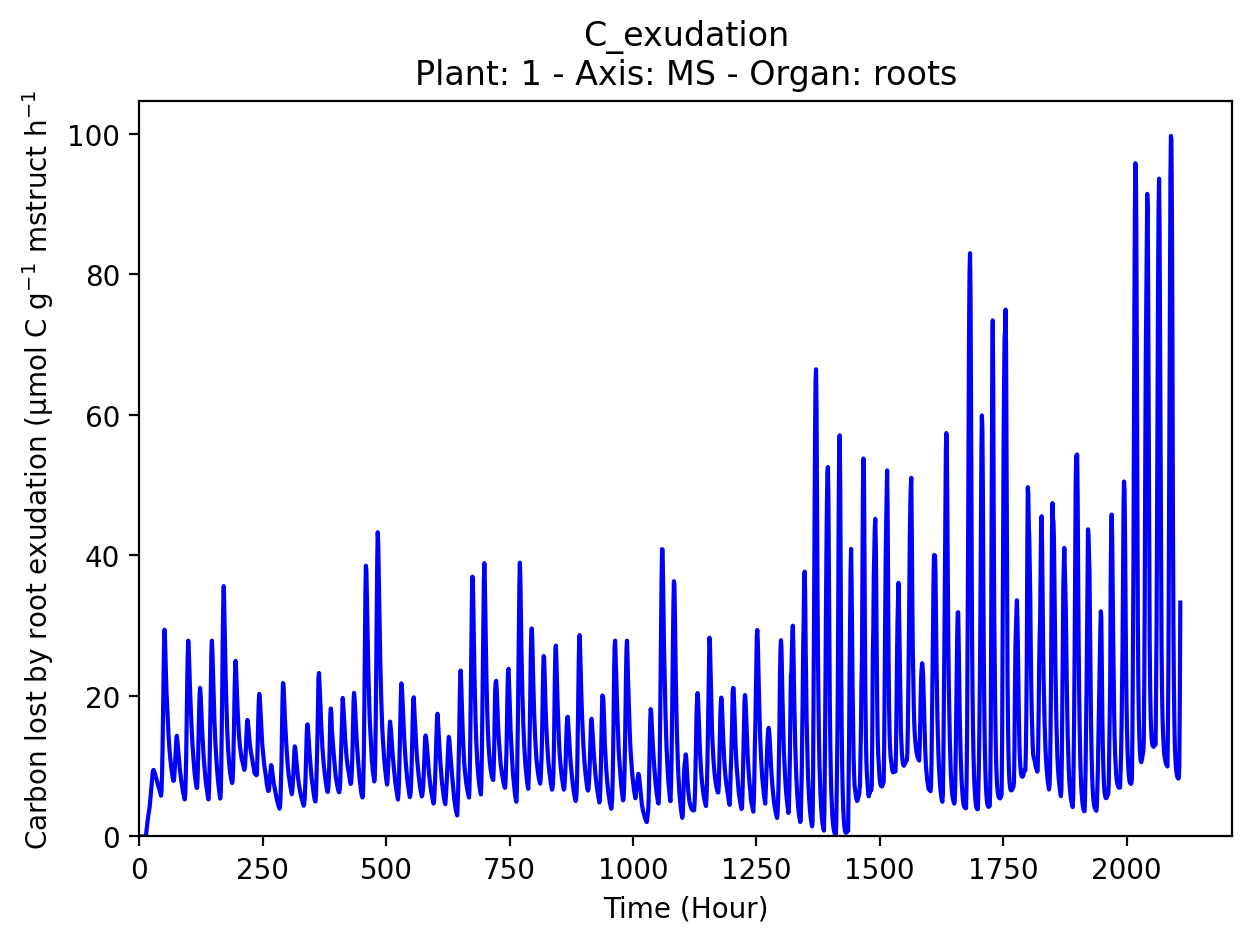 C_exudation
Plant: 1 - Axis: MS - Organ: roots
Carbon lost by root exudation (µmol C g⁻¹ mstruct h⁻¹
100
80
60
40
20
0
0 250 500 750 1000 1250 1500 1750 2000
Time (Hour)